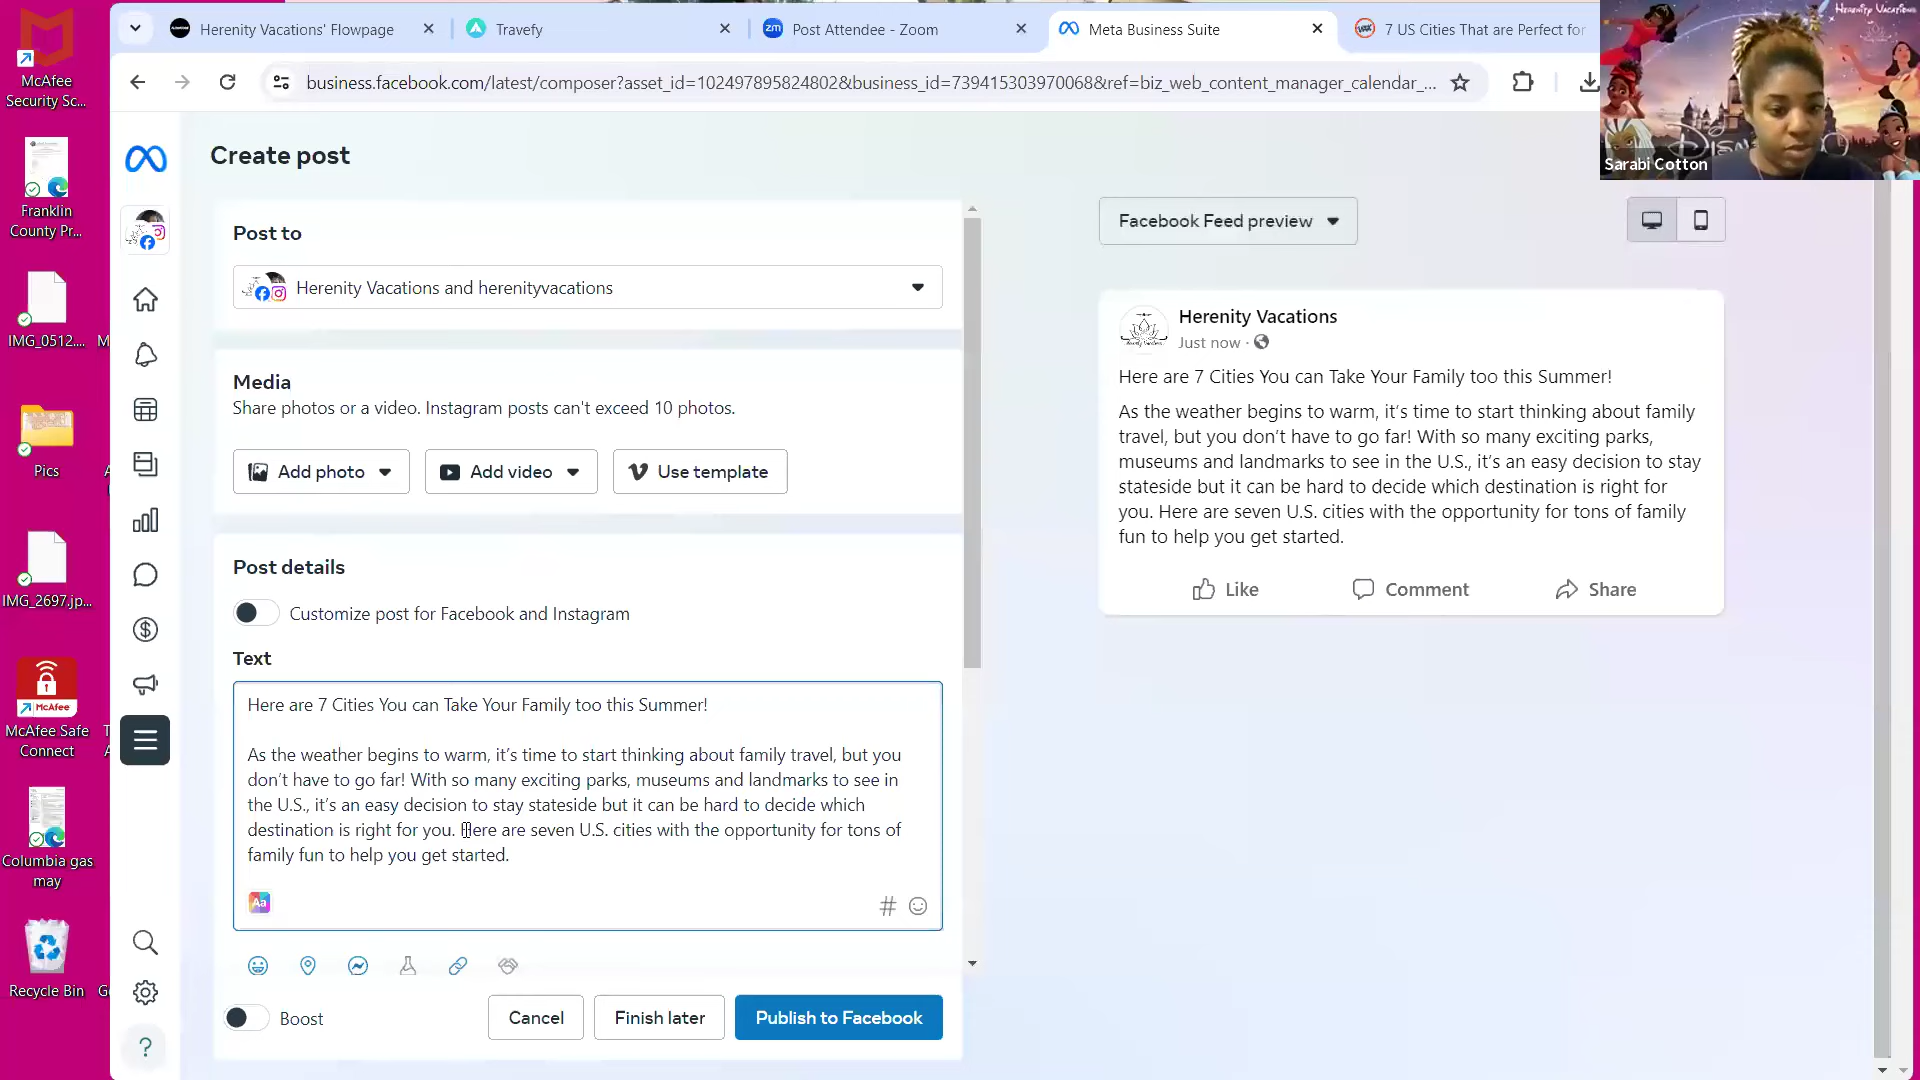 McAfee
Security Sc...
Franklin
County Pr...
IMG_0512....
Pics
IMG_2697.jp...
McAfee
McAfee Safe
Connect
Columbia gas
may
Recycle Bin
Herenity Vacations' Flowpage
Travefy
zm
Post Attendee - Zoom
Meta Business Suite
7 US Cities That are Perfect for
business.facebook.com/latest/composer?asset_id=102497895824802&business_id=739415303970068&ref=biz_web_content_manager_calendar_...
Herenity Vacations
Sarabi Cotton
Create post
Post to
Herenity Vacations and herenityvacations
Media
Share photos or a video. Instagram posts can't exceed 10 photos.
Add photo
Add video
Use template
Post details
Customize post for Facebook and Instagram
Text
Here are 7 Cities You can Take Your Family too this Summer!
As the weather begins to warm, it’s time to start thinking about family travel, but you
don’t have to go far! With so many exciting parks, museums and landmarks to see in
the U.S., it’s an easy decision to stay stateside but it can be hard to decide which
destination is right for you. Here are seven U.S. cities with the opportunity for tons of
family fun to help you get started.
Aa
#
Boost
Cancel
Finish later
Publish to Facebook
Facebook Feed preview
Herenity Vacations
Just now ·
Here are 7 Cities You can Take Your Family too this Summer!
As the weather begins to warm, it’s time to start thinking about family
travel, but you don’t have to go far! With so many exciting parks,
museums and landmarks to see in the U.S., it’s an easy decision to stay
stateside but it can be hard to decide which destination is right for
you. Here are seven U.S. cities with the opportunity for tons of family
fun to help you get started.
Like
Comment
Share